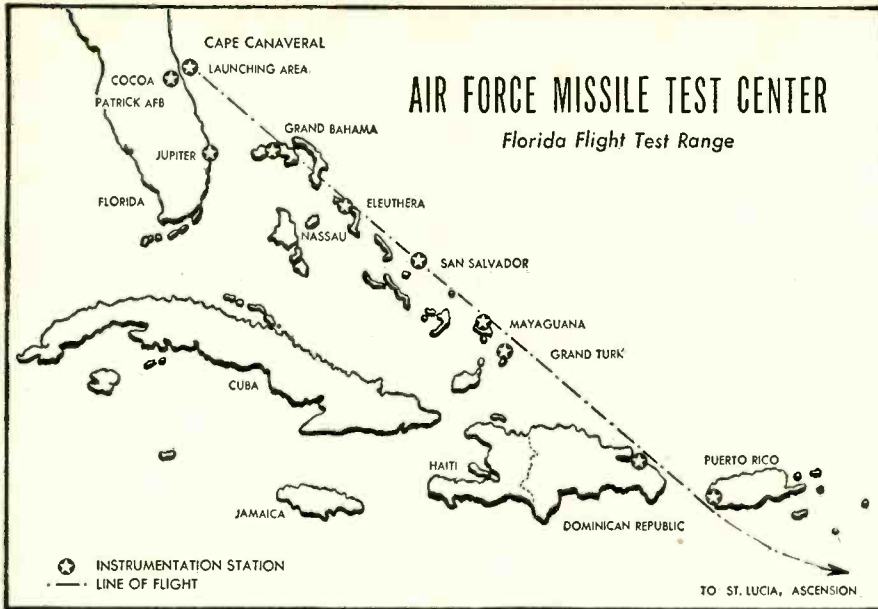 AIR FORCE MISSILE TEST CENTER
Florida Flight Test Range
CAPE CANAVERAL
LAUNCHING AREA
COCOA
PATRICK AFB
GRAND BAHAMA
JUPITER
FLORIDA
ELEUTHERA
NASSAU
SAN SALVADOR
MAYAGUANA
GRAND TURK
CUBA
HAITI
PUERTO RICO
JAMAICA
DOMINICAN REPUBLIC
INSTRUMENTATION STATION
LINE OF FLIGHT
TO ST. LUCIA, ASCENSION